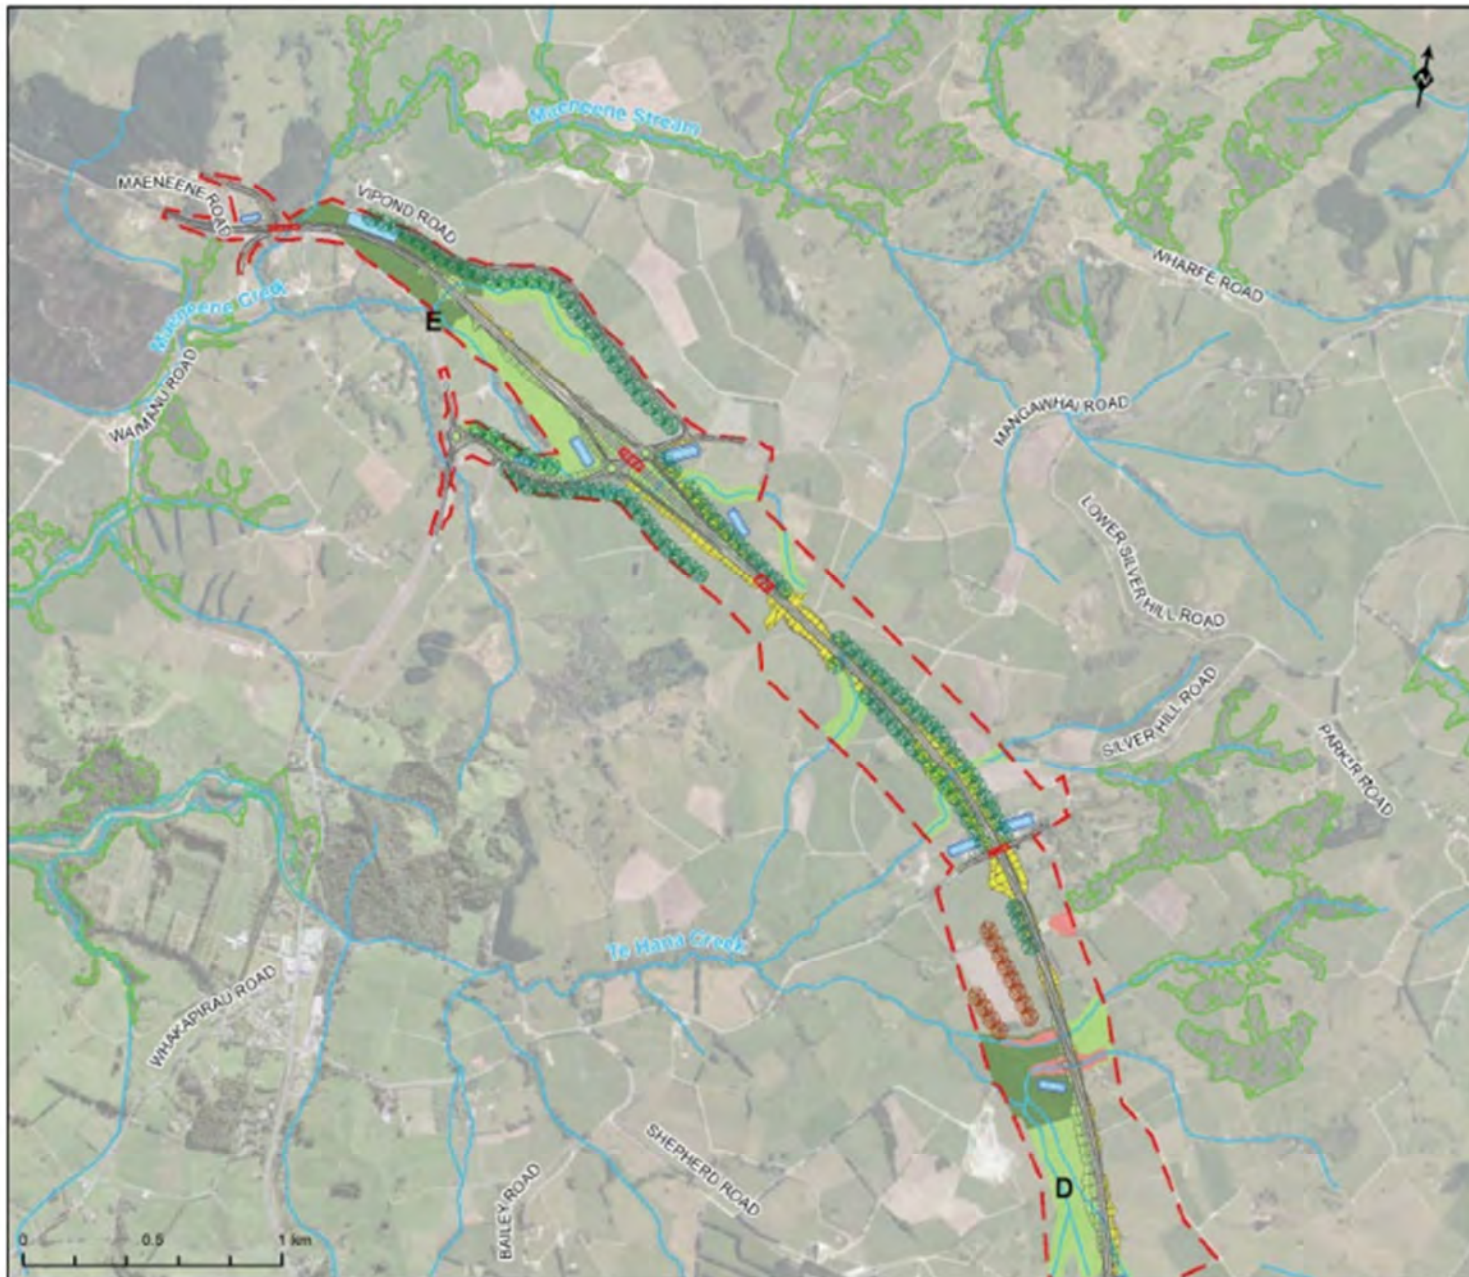 Maeneene Stream
MAENEENE ROAD
VIPOND ROAD
WHARFE ROAD
Maeneene Creek
E
WAIMANU ROAD
MANGAWHAI ROAD
LOWER SILVER HILL ROAD
SILVER HILL ROAD
PARKER ROAD
Te Hana Creek
WHAKAPIRAU ROAD
SHEPHERD ROAD
BAILEY ROAD
D
0 0.5 1 km